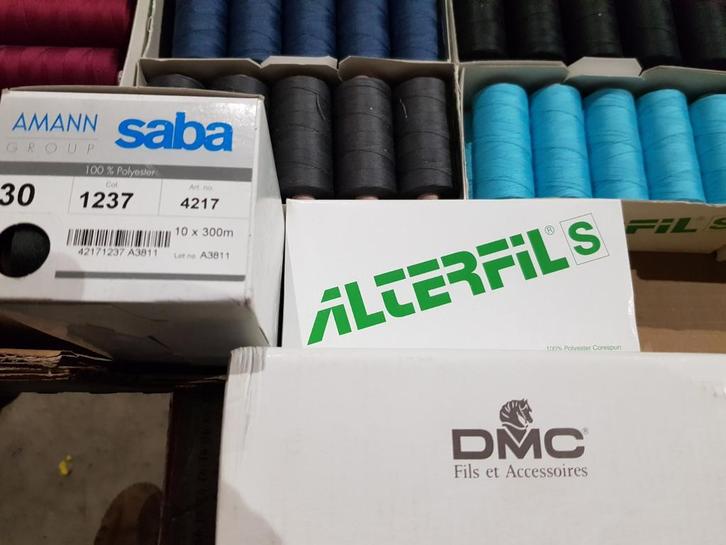 AMANN
GROUP
saba
100 % Polyester
Col.
Art. no.
30
1237
4217
10 x 300m
42171237 A3811
Lot no. A3811
ALTERFIL® S
FIL S
100% Polyester Corespun
DMC®
Fils et Accessoires